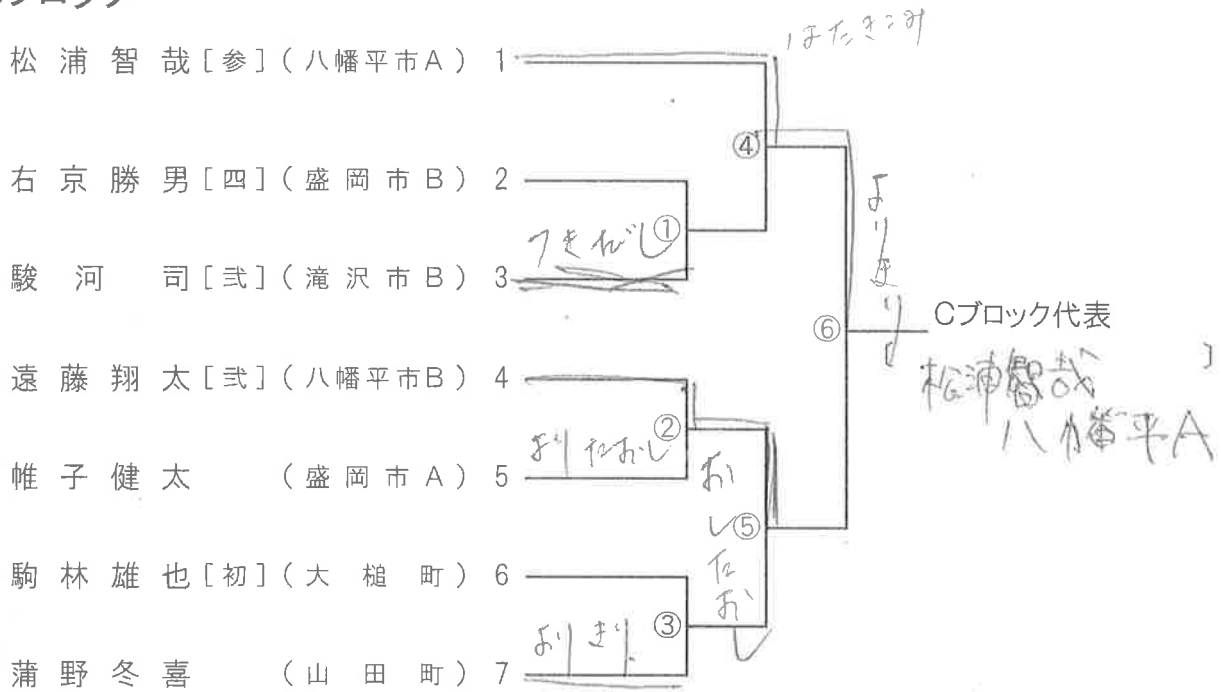 ブロック
はたきこみ
松浦智哉[参](八幡平市A) 1
④
右京勝男[四](盛岡市B) 2
つきだし①
よりきり
駿河 司[弐](滝沢市B) 3
⑥
Cブロック代表
[ ]
松浦智哉
八幡平A
遠藤翔太[弐](八幡平市B) 4
よりたおし②
帷子健太 (盛岡市A) 5
おしたおし
⑤
駒林雄也[初](大槌町) 6
よりきり③
蒲野冬喜 (山田町) 7